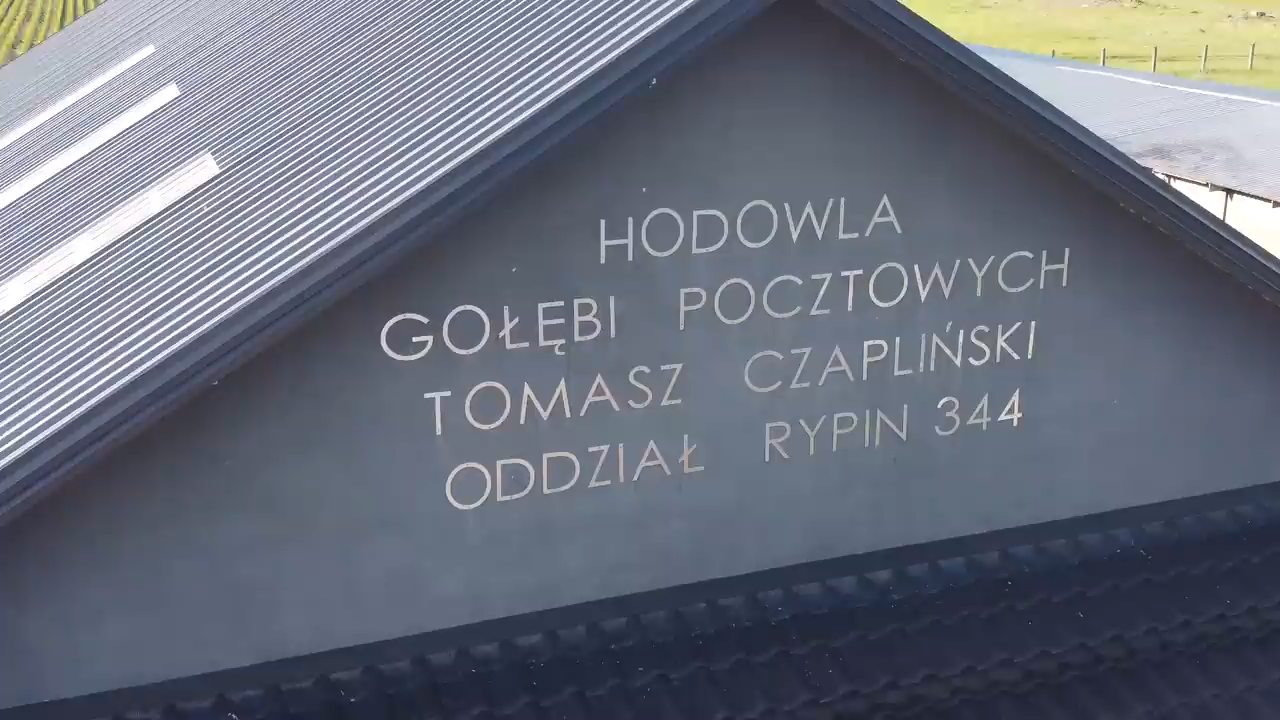 HODOWLA
GOŁĘBI POCZTOWYCH
TOMASZ CZAPLIŃSKI
ODDZIAŁ RYPIN 344